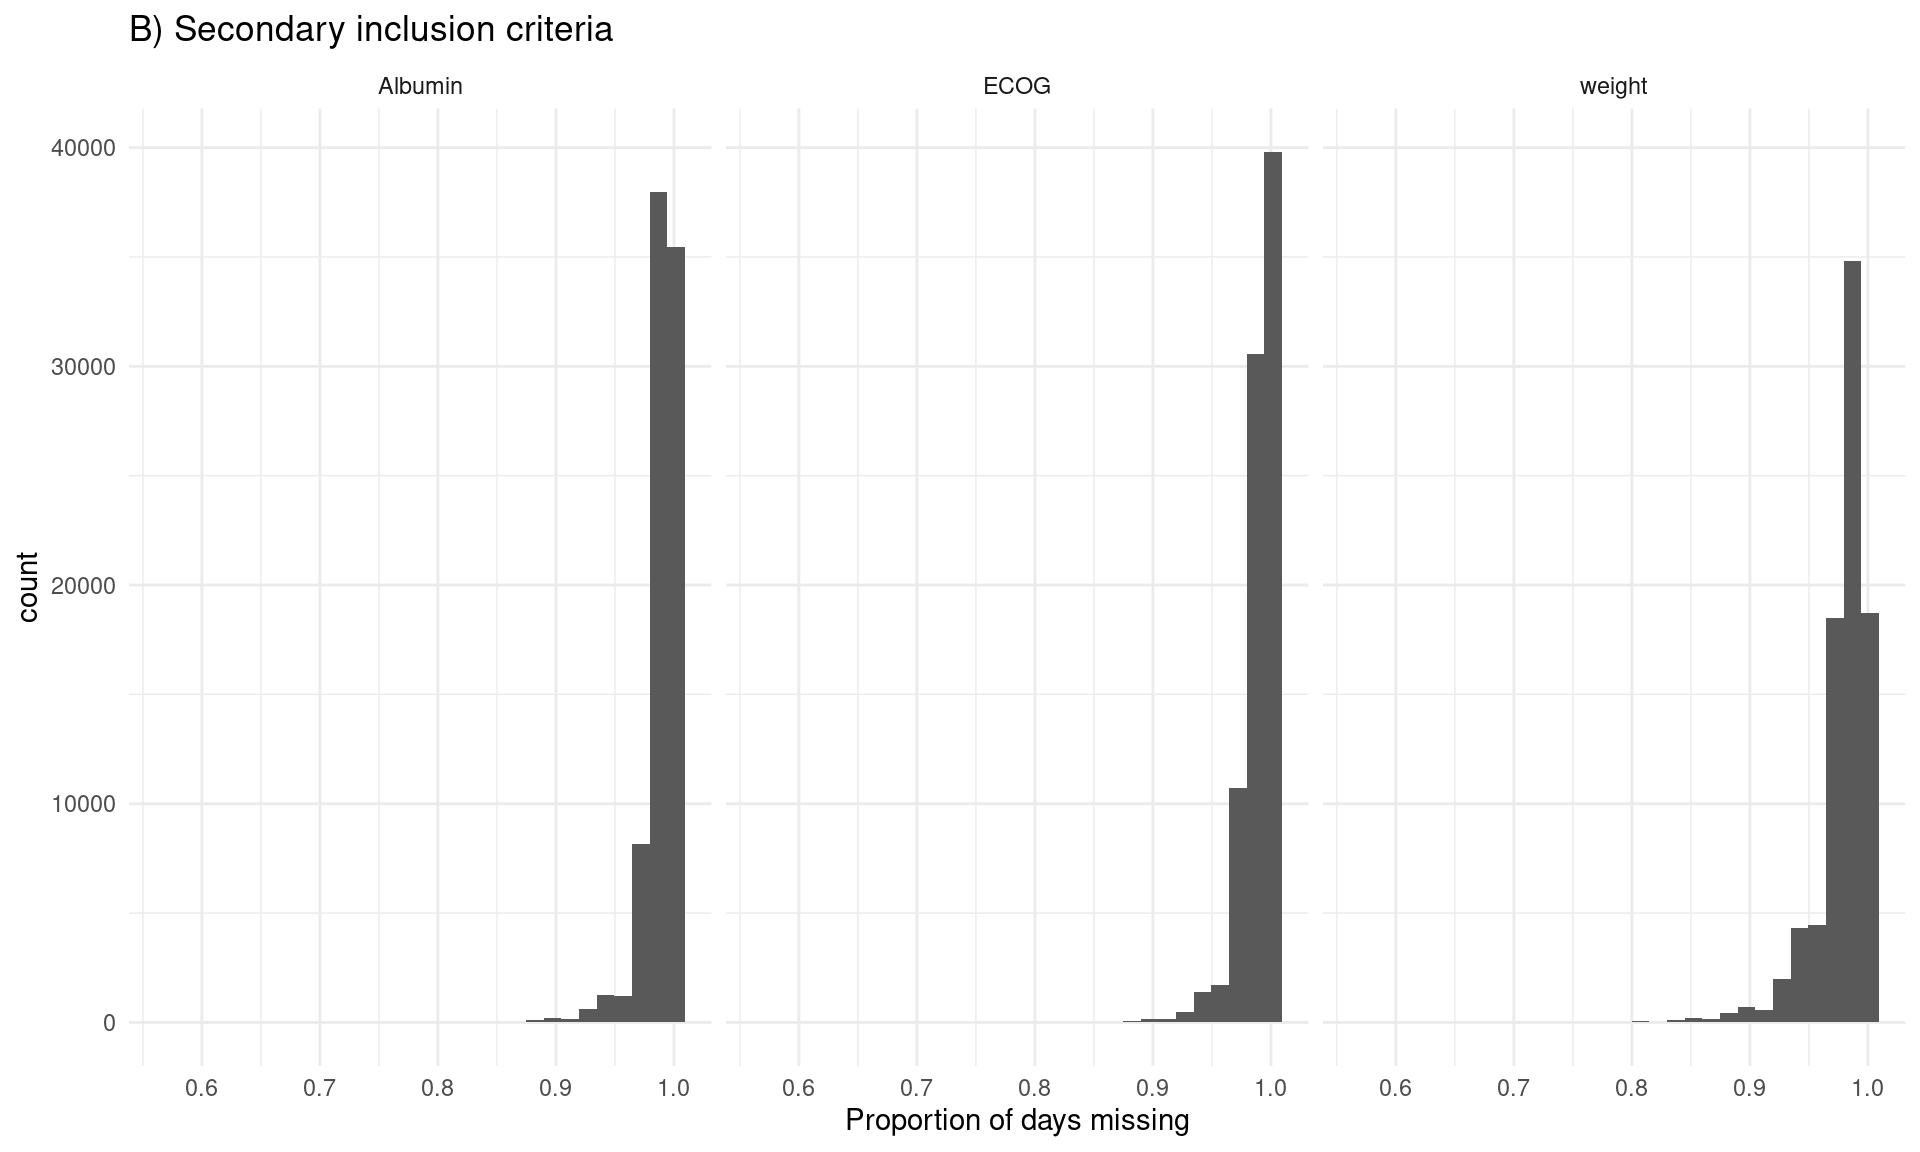 B) Secondary inclusion criteria
Albumin ECOG weight
40000
30000
20000
10000
0
count
0.6 0.7 0.8 0.9 1.0 0.6 0.7 0.8 0.9 1.0 0.6 0.7 0.8 0.9 1.0
Proportion of days missing